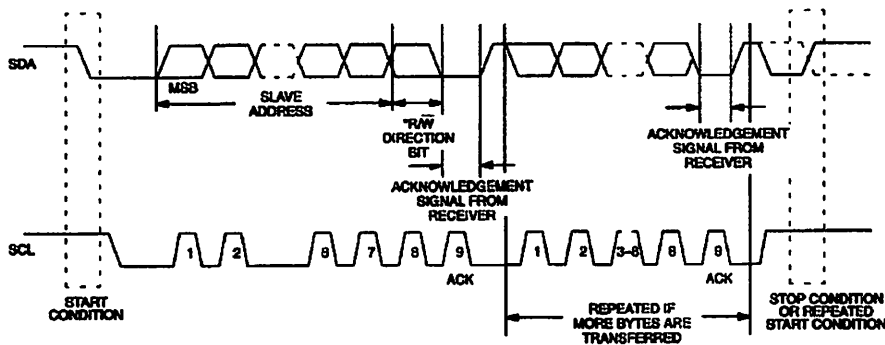 SDA
MSB
SLAVE
ADDRESS
"R/W̅
DIRECTION
BIT
ACKNOWLEDGEMENT
SIGNAL FROM
RECEIVER
ACKNOWLEDGEMENT
SIGNAL FROM
RECEIVER
SCL
1
2
6
7
8
9
ACK
1
2
3-8
8
9
ACK
START
CONDITION
REPEATED IF
MORE BYTES ARE
TRANSFERRED
STOP CONDITION
OR REPEATED
START CONDITION